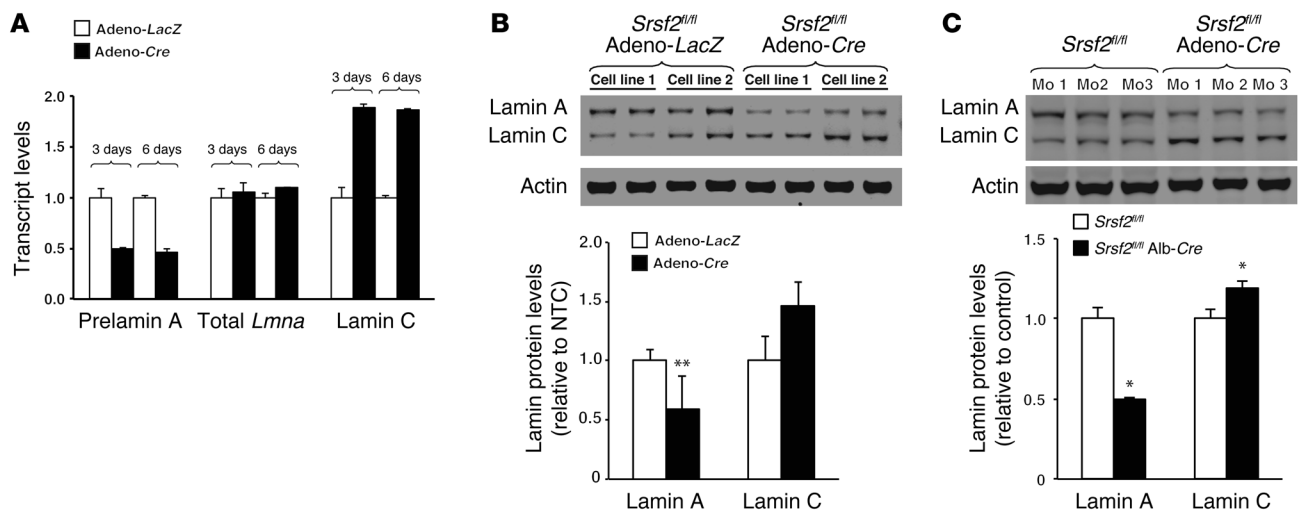 A
Adeno-LacZ
Adeno-Cre
3 days 6 days
3 days 6 days
3 days 6 days
2.0
1.5
1.0
0.5
0.0
Transcript levels
Prelamin A Total Lmna Lamin C
B
Srsf2fl/fl Srsf2fl/fl
Adeno-LacZ Adeno-Cre
Cell line 1 Cell line 2 Cell line 1 Cell line 2
Lamin A
Lamin C
Actin
Adeno-LacZ
Adeno-Cre
2.0
1.5
1.0
0.5
0
Lamin protein levels
(relative to NTC)
**
Lamin A Lamin C
C
Srsf2fl/fl
Srsf2fl/fl Adeno-Cre
Mo 1 Mo2 Mo3 Mo 1 Mo 2 Mo 3
Lamin A
Lamin C
Actin
Srsf2fl/fl
Srsf2fl/fl Alb-Cre
1.5
1.0
0.5
0
Lamin protein levels
(relative to control)
*
*
Lamin A Lamin C